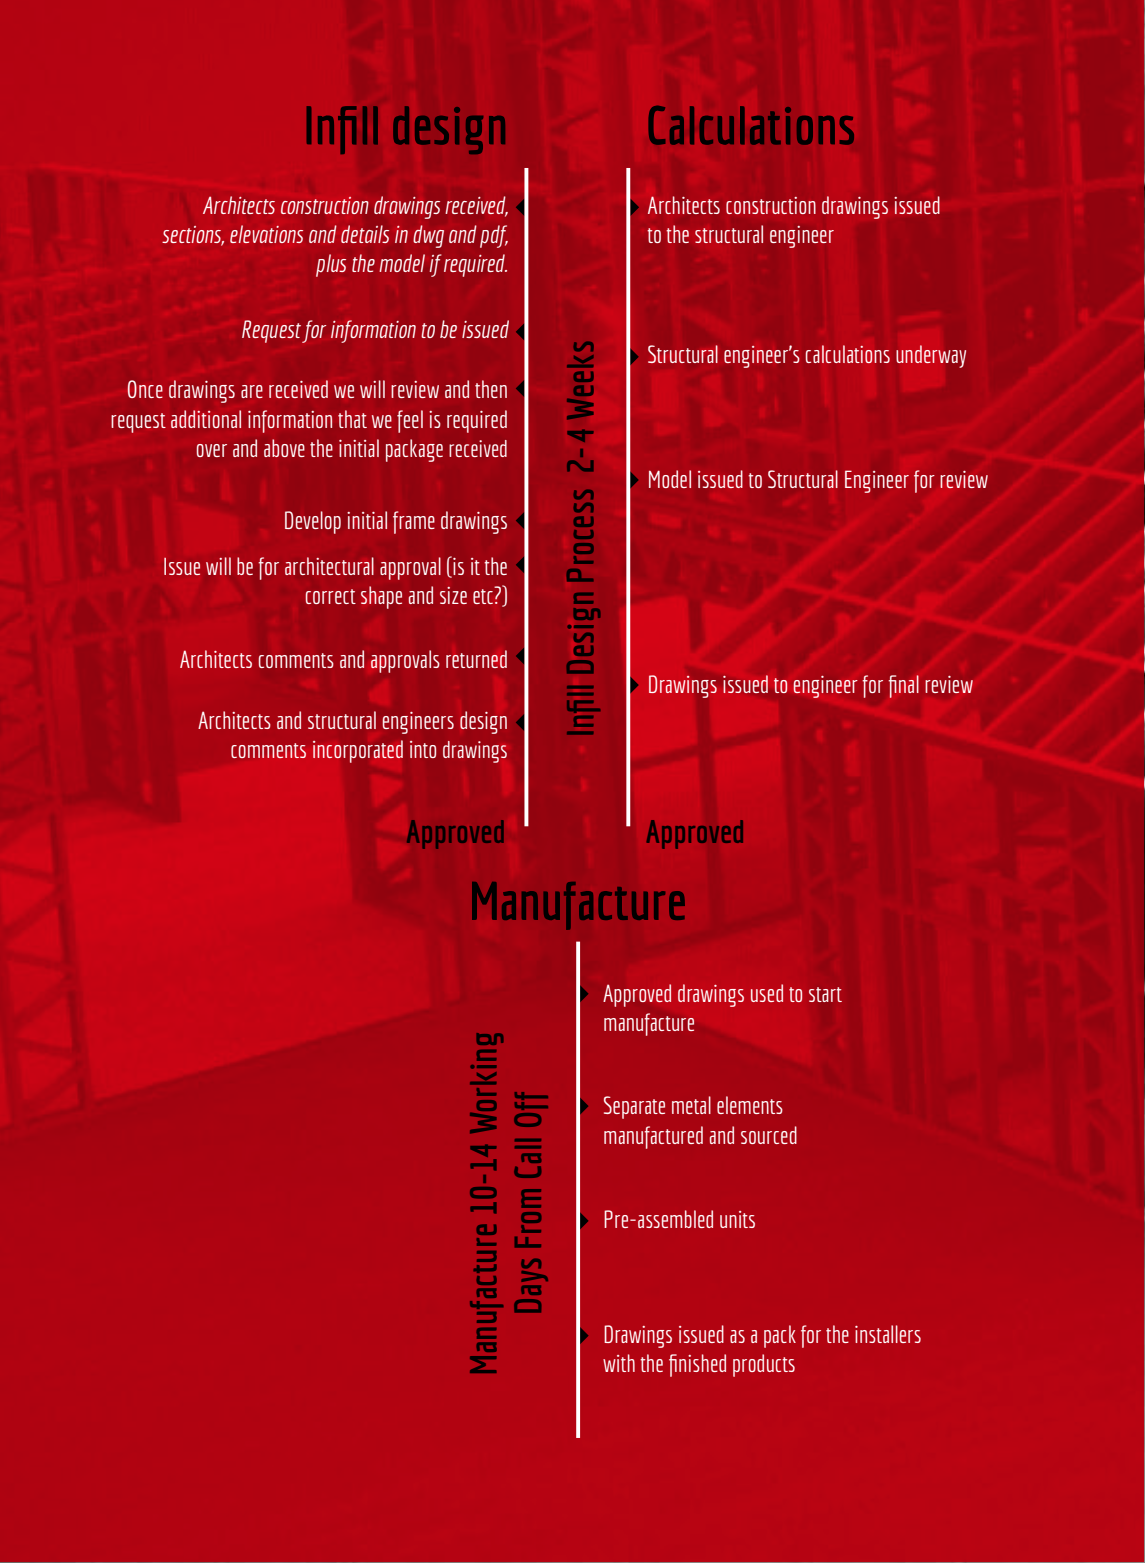 Infill design
Architects construction drawings received,
sections, elevations and details in dwg and pdf,
plus the model if required.
Request for information to be issued
Once drawings are received we will review and then
request additional information that we feel is required
over and above the initial package received
Develop initial frame drawings
Issue will be for architectural approval (is it the
correct shape and size etc?)
Architects comments and approvals returned
Architects and structural engineers design
comments incorporated into drawings
Approved
Infill Design Process 2-4 Weeks
Calculations
Architects construction drawings issued
to the structural engineer
Structural engineer's calculations underway
Model issued to Structural Engineer for review
Drawings issued to engineer for final review
Approved
Manufacture
Manufacture 10-14 Working
Days From Call Off
Approved drawings used to start
manufacture
Separate metal elements
manufactured and sourced
Pre-assembled units
Drawings issued as a pack for the installers
with the finished products